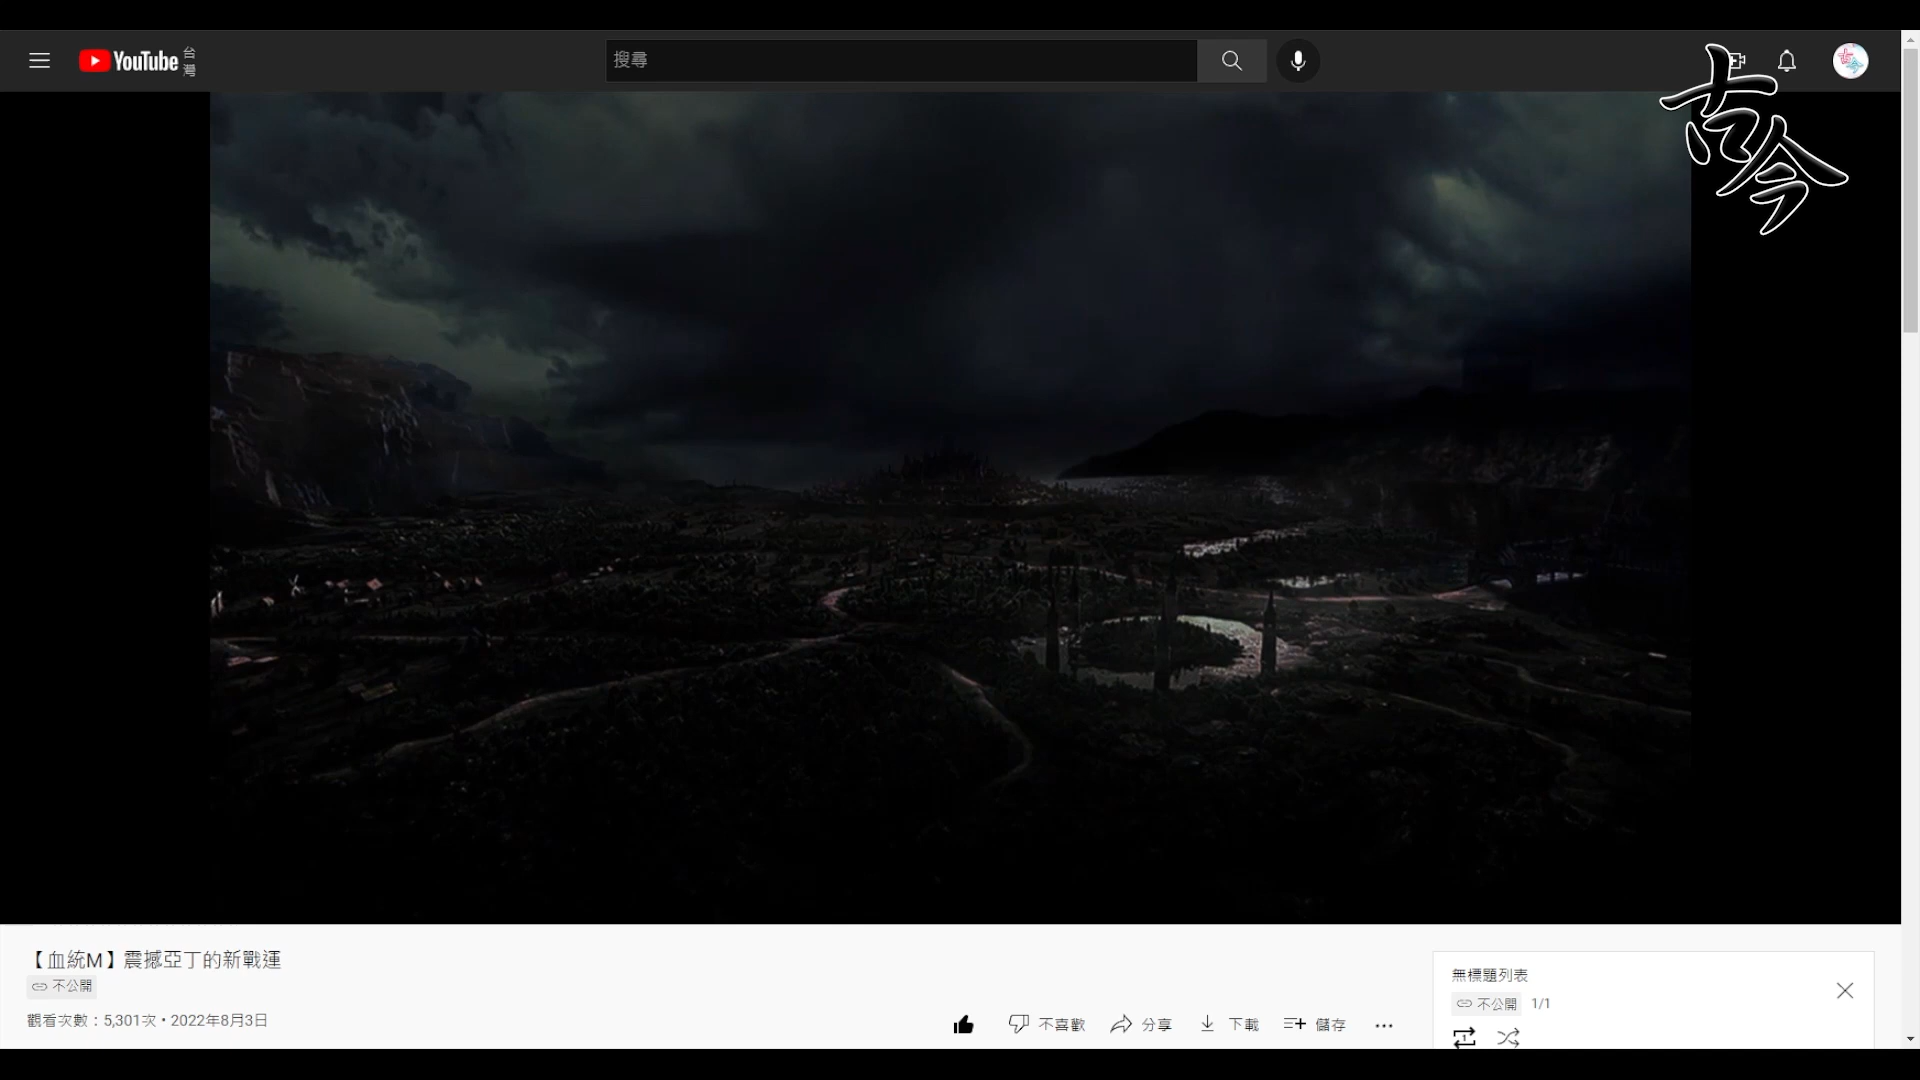 YouTube
台灣
搜尋
古今
【血統M】震撼亞丁的新戰運
不公開
觀看次數：5,301次 • 2022年8月3日
不喜歡
分享
下載
儲存
無標題列表
不公開 1/1